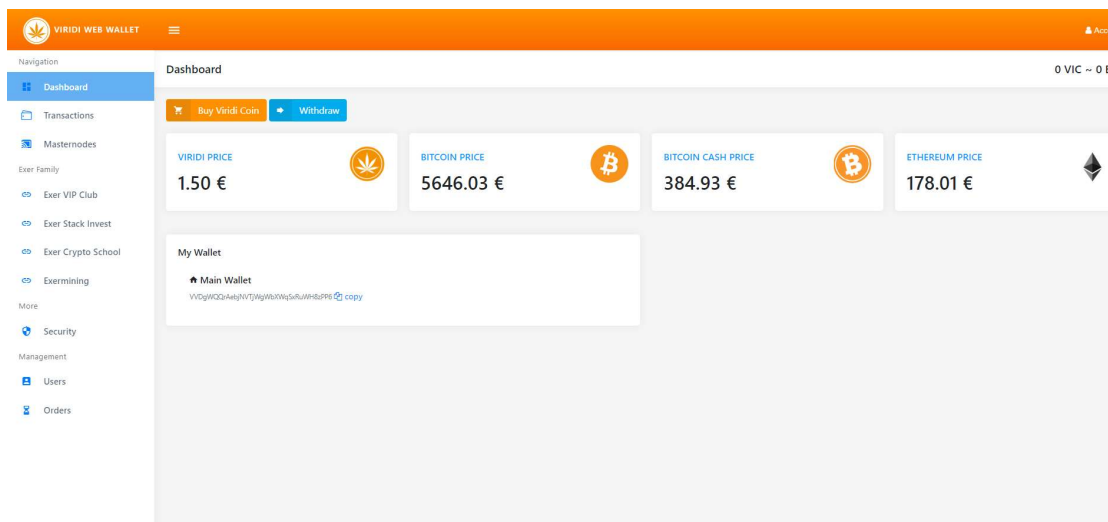 VIRIDI WEB WALLET
Navigation
Dashboard
Transactions
Masternodes
Exer Family
Exer VIP Club
Exer Stack Invest
Exer Crypto School
Exermining
More
Security
Management
Users
Orders
Acc
Dashboard
0 VIC ~ 0
Buy Viridi Coin
Withdraw
VIRIDI PRICE
1.50 €
BITCOIN PRICE
5646.03 €
BITCOIN CASH PRICE
384.93 €
ETHEREUM PRICE
178.01 €
My Wallet
Main Wallet
copy